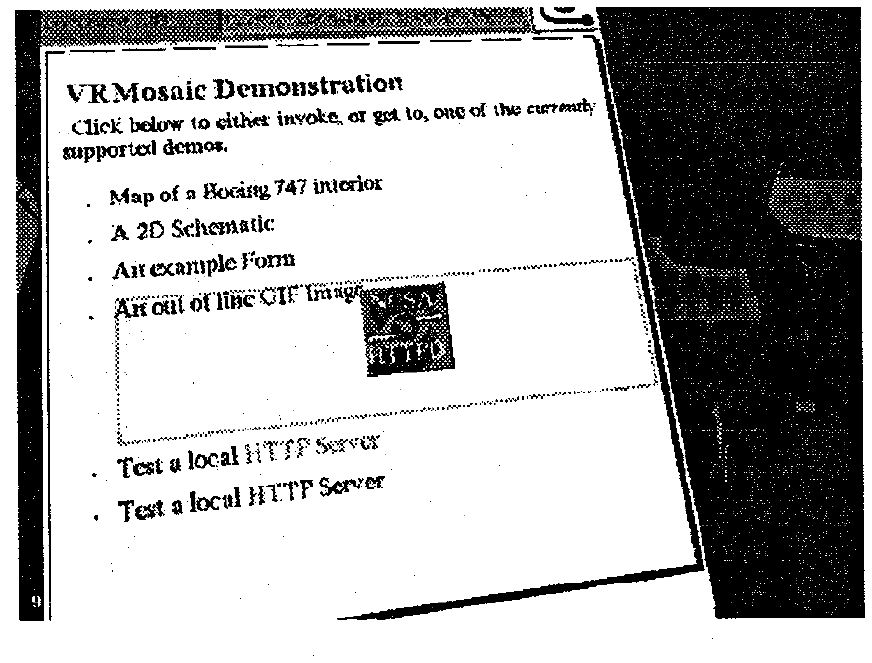 VRMosaic Demonstration
Click below to either invoke, or get to, one of the currently
supported demos.
. Map of a Boeing 747 interior
. A 2D Schematic
. An example Form
. An out of line GIF Image
NCSA
HTTPD
. Test a local HTTP Server
. Test a local HTTP Server
9